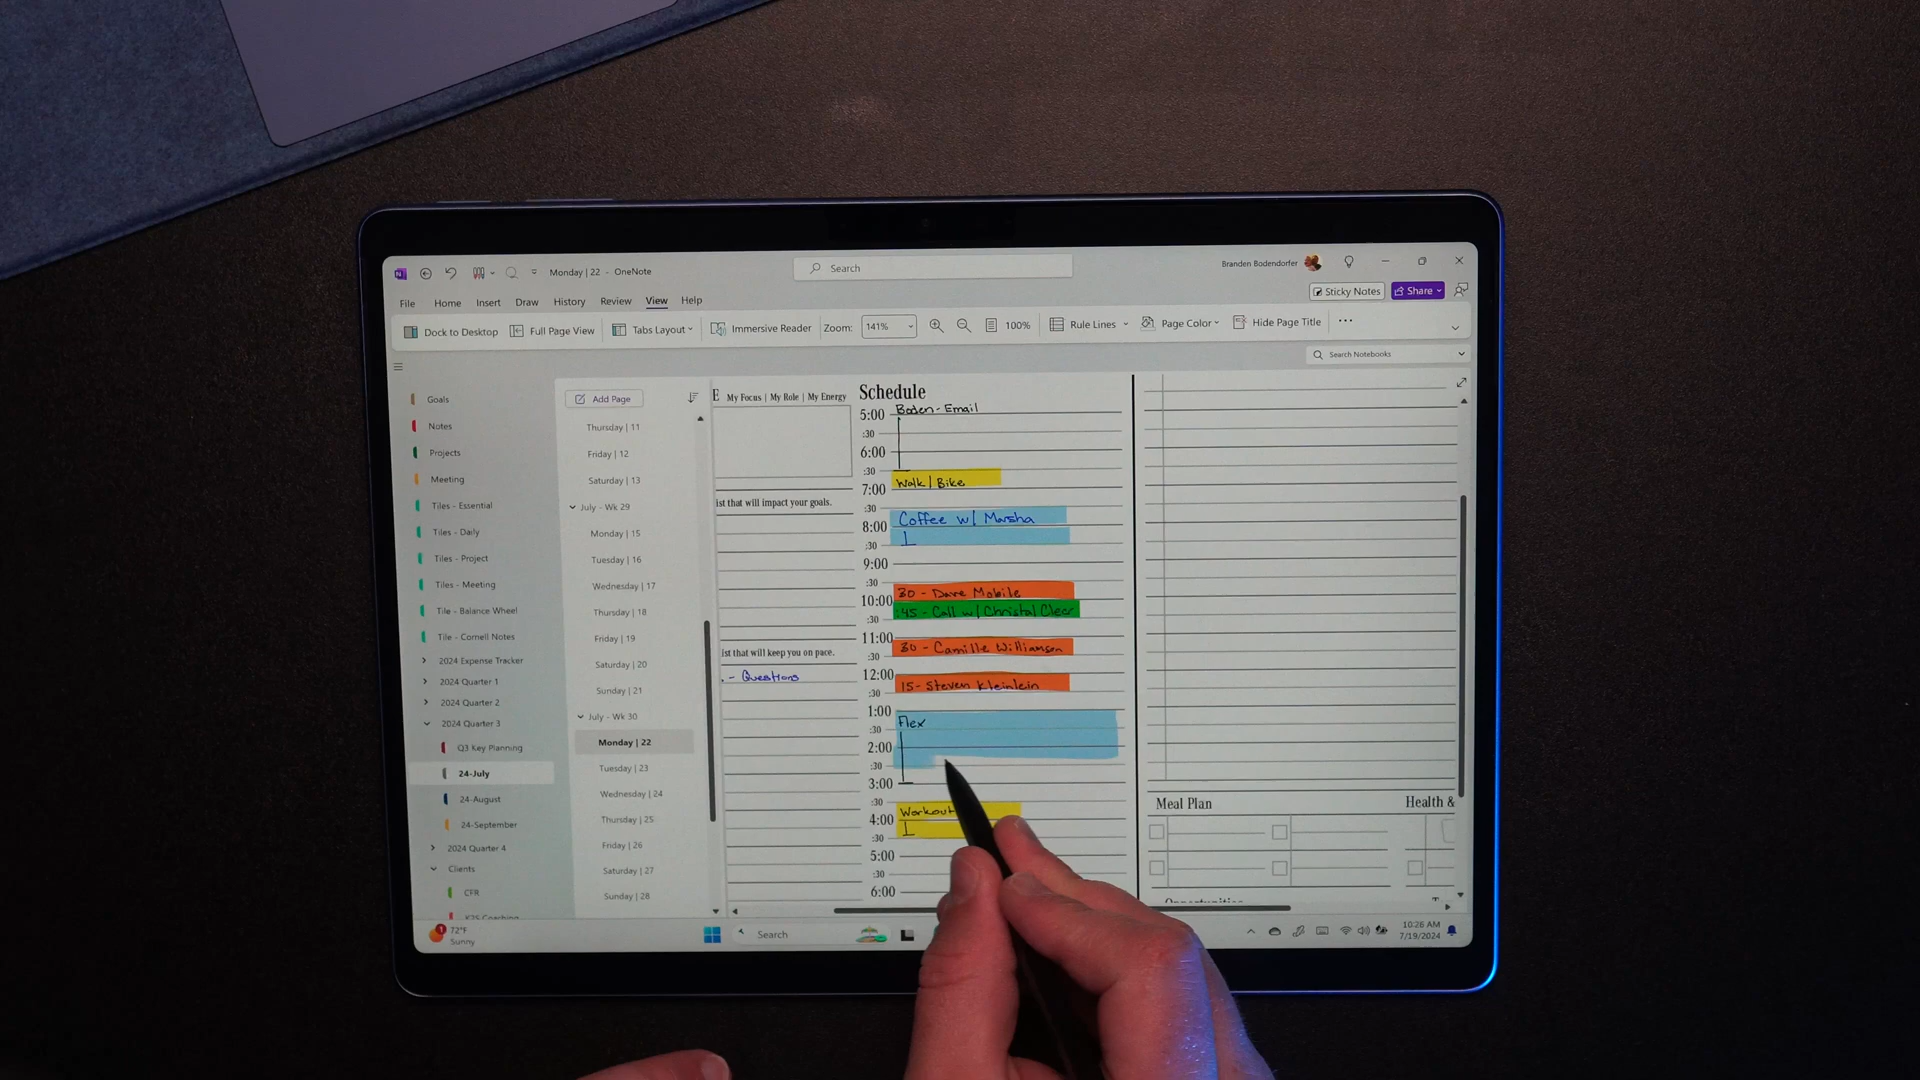 Monday | 22 - OneNote
Search
Branden Bodendorfer
File Home Insert Draw History Review View Help
Sticky Notes
Share
Dock to Desktop
Full Page View
Tabs Layout
Immersive Reader
Zoom: 141%
100%
Rule Lines
Page Color
Hide Page Title
Search Notebooks
Goals
Notes
Projects
Meeting
Tiles - Essential
Tiles - Daily
Tiles - Project
Tiles - Meeting
Tile - Balance Wheel
Tile - Cornell Notes
2024 Expense Tracker
2024 Quarter 1
2024 Quarter 2
2024 Quarter 3
Q3 Key Planning
24-July
24-August
24-September
2024 Quarter 4
Clients
CFR
Add Page
Thursday | 11
Friday | 12
Saturday | 13
July - Wk 29
Monday | 15
Tuesday | 16
Wednesday | 17
Thursday | 18
Friday | 19
Saturday | 20
Sunday | 21
July - Wk 30
Monday | 22
Tuesday | 23
Wednesday | 24
Thursday | 25
Friday | 26
Saturday | 27
Sunday | 28
E My Focus | My Role | My Energy
ist that will impact your goals.
ist that will keep you on pace.
. - Questions
Schedule
5:00 Boden - Email
:30
6:00
:30 Walk | Bike
7:00
:30 Coffee w/ Marsha
8:00
:30
9:00
:30 30 - Dave Mobile
10:00 :45 - Call w/ Christal Clear
:30
11:00 30 - Camille Williamson
:30
12:00 15 - Steven Kleinlein
:30
1:00 Flex
:30
2:00
:30
3:00
:30 Workout
4:00
:30
5:00
:30
6:00
Meal Plan
Health &
72°F
Sunny
1
Search
10:26 AM
7/19/2024